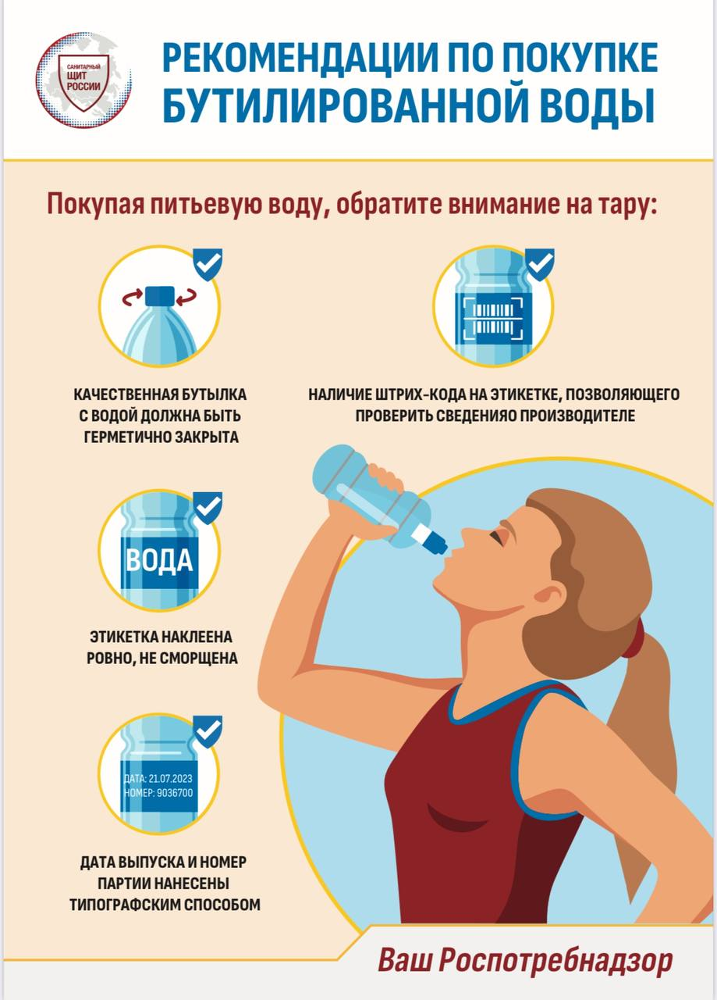 САНИТАРНЫЙ
ЩИТ
РОССИИ
РЕКОМЕНДАЦИИ ПО ПОКУПКЕ
БУТИЛИРОВАННОЙ ВОДЫ
Покупая питьевую воду, обратите внимание на тару:
КАЧЕСТВЕННАЯ БУТЫЛКА
С ВОДОЙ ДОЛЖНА БЫТЬ
ГЕРМЕТИЧНО ЗАКРЫТА
НАЛИЧИЕ ШТРИХ-КОДА НА ЭТИКЕТКЕ, ПОЗВОЛЯЮЩЕГО
ПРОВЕРИТЬ СВЕДЕНИЯО ПРОИЗВОДИТЕЛЕ
ВОДА
ЭТИКЕТКА НАКЛЕЕНА
РОВНО, НЕ СМОРЩЕНА
ДАТА: 21.07.2023
НОМЕР: 9036700
ДАТА ВЫПУСКА И НОМЕР
ПАРТИИ НАНЕСЕНЫ
ТИПОГРАФСКИМ СПОСОБОМ
Ваш Роспотребнадзор